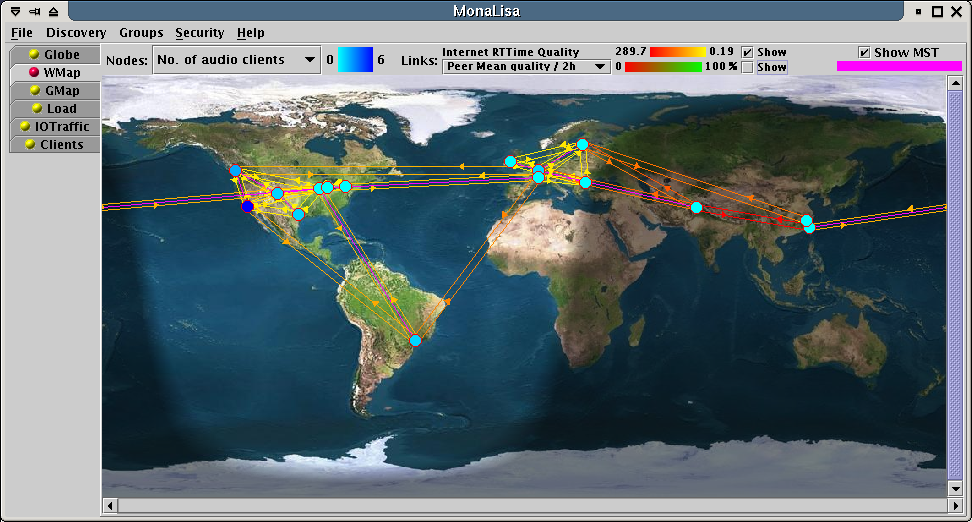 MonaLisa
File Discovery Groups Security Help
Globe
WMap
GMap
Load
IOTraffic
Clients
Nodes: No. of audio clients 0 6
Links: Internet RTTime Quality 289.7 0.19 Show
Peer Mean quality / 2h 0 100 % Show
Show MST